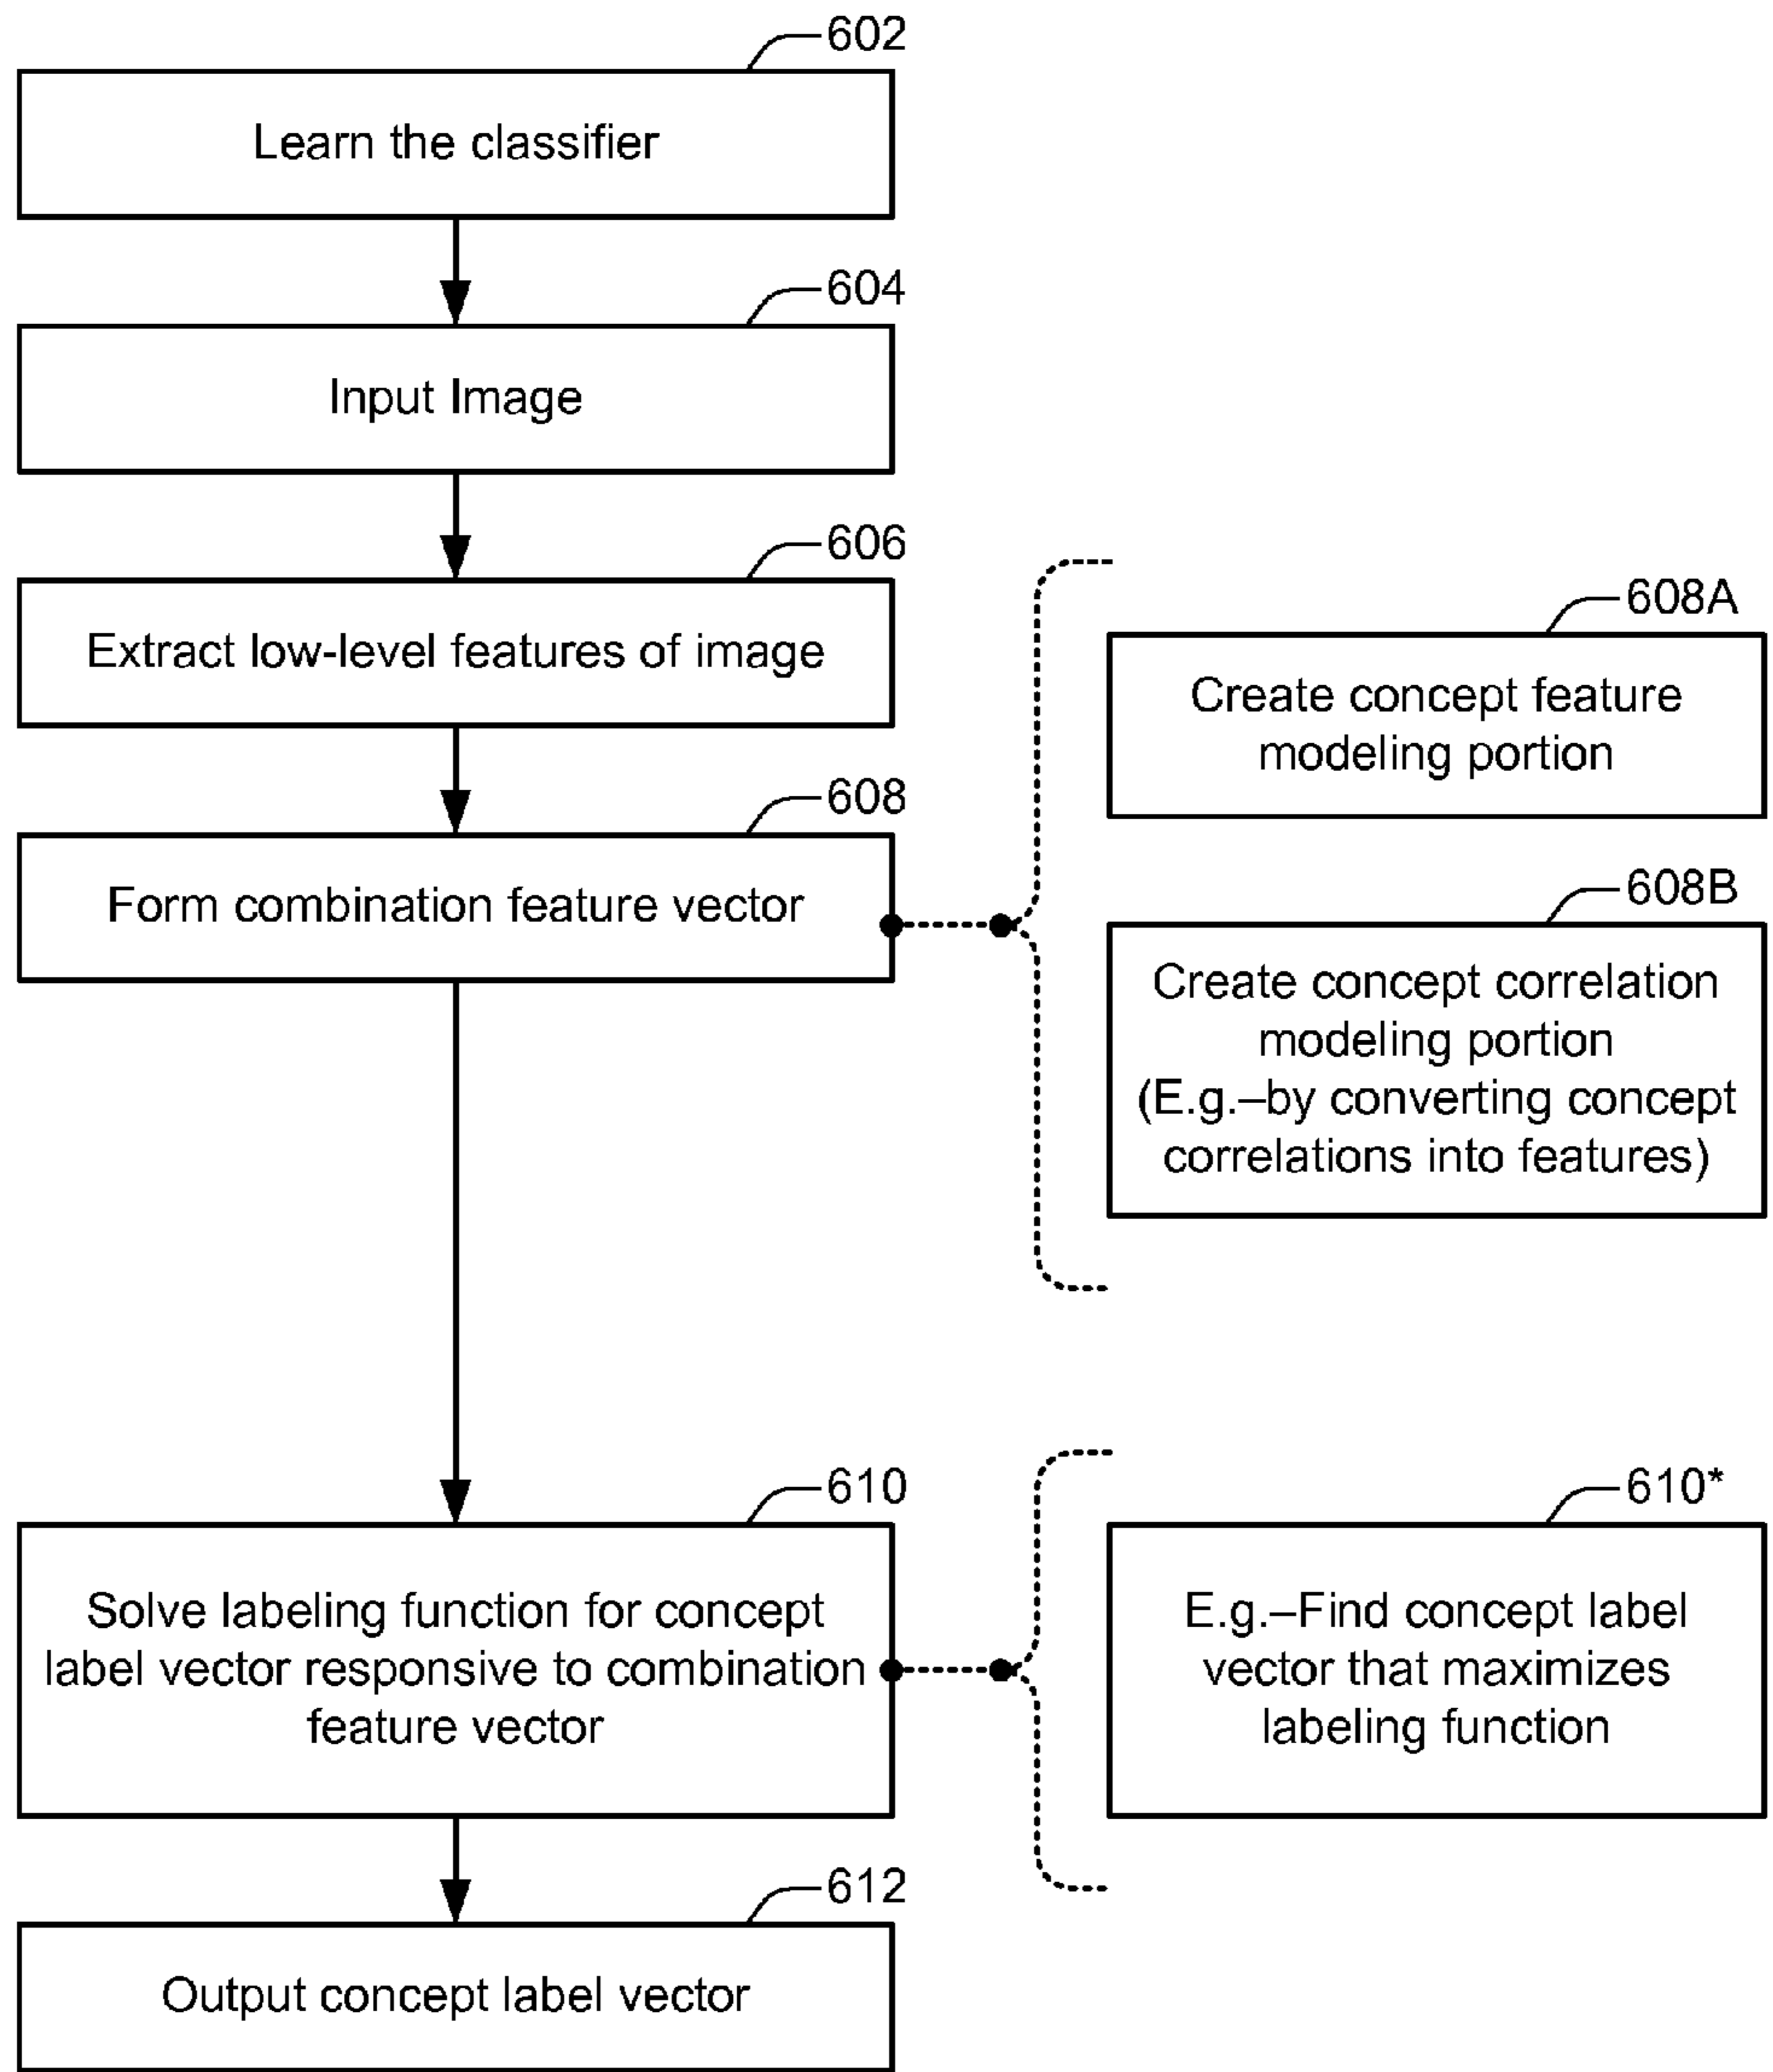 602
Learn the classifier
604
Input Image
606
Extract low-level features of image
608
Form combination feature vector
608A
Create concept feature
modeling portion
608B
Create concept correlation
modeling portion
(E.g.–by converting concept
correlations into features)
610
Solve labeling function for concept
label vector responsive to combination
feature vector
610*
E.g.–Find concept label
vector that maximizes
labeling function
612
Output concept label vector